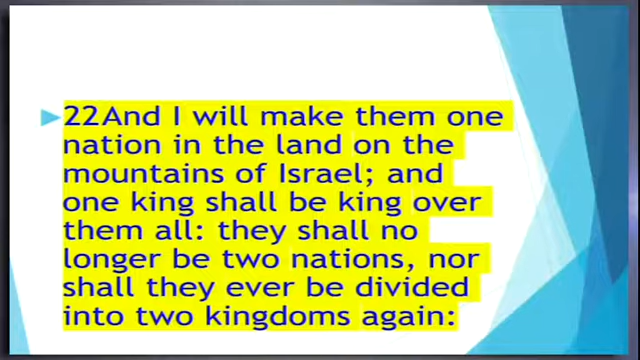 22And I will make them one
nation in the land on the
mountains of Israel; and
one king shall be king over
them all: they shall no
longer be two nations, nor
shall they ever be divided
into two kingdoms again: